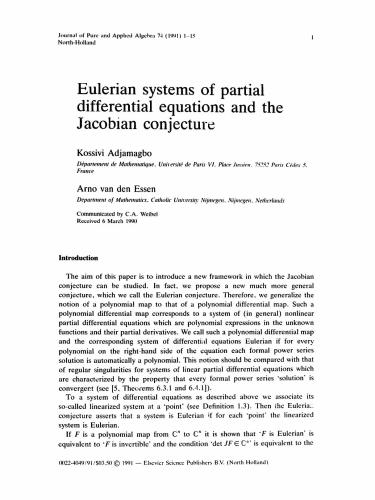 Journal of Pure and Applied Algebra 74 (1991) 1-15
1
North-Holland
Eulerian systems of partial
differential equations and the
Jacobian conjecture
Kossivi Adjamagbo
Département de Mathematique, Université de Paris VI, Place Jussieu, 75252 Paris Cédex 5,
France
Arno van den Essen
Department of Mathematics, Catholic University Nijmegen, Nijmegen, Netherlands
Communicated by C.A. Weibel
Received 6 March 1990
Introduction
The aim of this paper is to introduce a new framework in which the Jacobian
conjecture can be studied. In fact, we propose a new much more general
conjecture, which we call the Eulerian conjecture. Therefore, we generalize the
notion of a polynomial map to that of a polynomial differential map. Such a
polynomial differential map corresponds to a system of (in general) nonlinear
partial differential equations which are polynomial expressions in the unknown
functions and their partial derivatives. We call such a polynomial differential map
and the corresponding system of differential equations Eulerian if for every
polynomial on the right-hand side of the equation each formal power series
solution is automatically a polynomial. This notion should be compared with that
of regular singularities for systems of linear partial differential equations which
are characterized by the property that every formal power series 'solution' is
convergent (see [5, Theorems 6.3.1 and 6.4.1]).
To a system of differential equations as described above we associate its
so-called linearized system at a 'point' (see Definition 1.3). Then the Eulerian
conjecture asserts that a system is Eulerian if for each 'point' the linearized
system is Eulerian.
If F is a polynomial map from ℂⁿ to ℂⁿ it is shown that 'F is Eulerian' is
equivalent to 'F is invertible' and the condition 'det JF ∈ ℂ*' is equivalent to the
0022-4049/91/$03.50 © 1991 — Elsevier Science Publishers B.V. (North Holland)